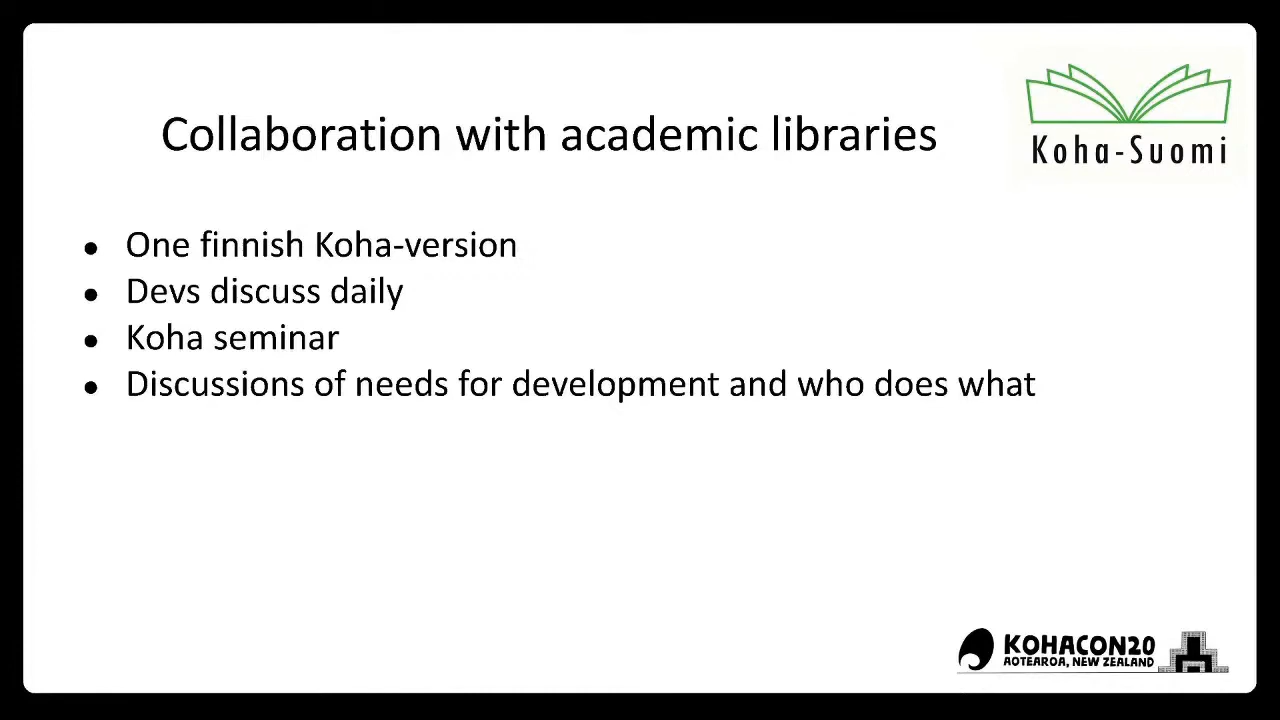 Collaboration with academic libraries
Koha-Suomi
● One finnish Koha-version
● Devs discuss daily
● Koha seminar
● Discussions of needs for development and who does what
KOHACON20
AOTEAROA, NEW ZEALAND